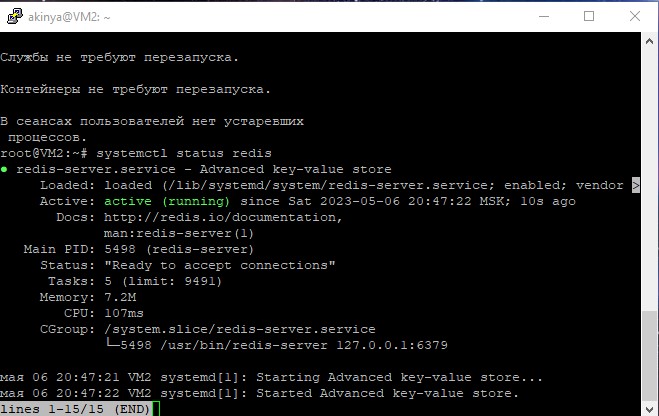 akinya@VM2: ~
Службы не требуют перезапуска.
Контейнеры не требуют перезапуска.
В сеансах пользователей нет устаревших
 процессов.
root@VM2:~# systemctl status redis
● redis-server.service - Advanced key-value store
     Loaded: loaded (/lib/systemd/system/redis-server.service; enabled; vendor >
     Active: active (running) since Sat 2023-05-06 20:47:22 MSK; 10s ago
       Docs: http://redis.io/documentation,
             man:redis-server(1)
   Main PID: 5498 (redis-server)
     Status: "Ready to accept connections"
      Tasks: 5 (limit: 9491)
     Memory: 7.2M
        CPU: 107ms
     CGroup: /system.slice/redis-server.service
             └─5498 /usr/bin/redis-server 127.0.0.1:6379
мая 06 20:47:21 VM2 systemd[1]: Starting Advanced key-value store...
мая 06 20:47:22 VM2 systemd[1]: Started Advanced key-value store.
lines 1-15/15 (END)